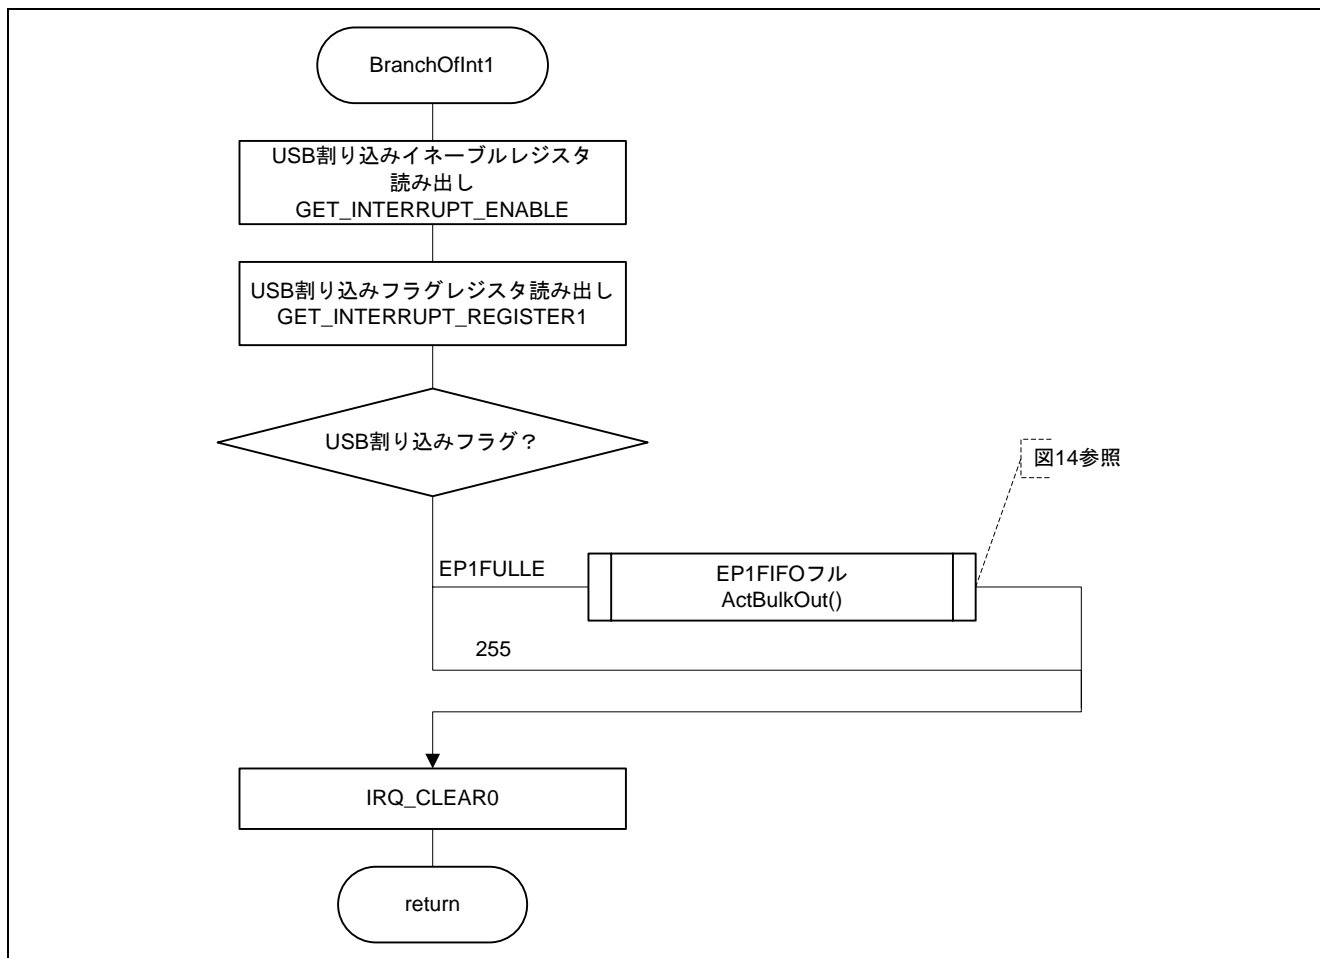 BranchOfInt1
USB割り込みイネーブルレジスタ
読み出し
GET_INTERRUPT_ENABLE
USB割り込みフラグレジスタ読み出し
GET_INTERRUPT_REGISTER1
USB割り込みフラグ？
図14参照
EP1FULLE
EP1FIFOフル
ActBulkOut()
255
IRQ_CLEAR0
return